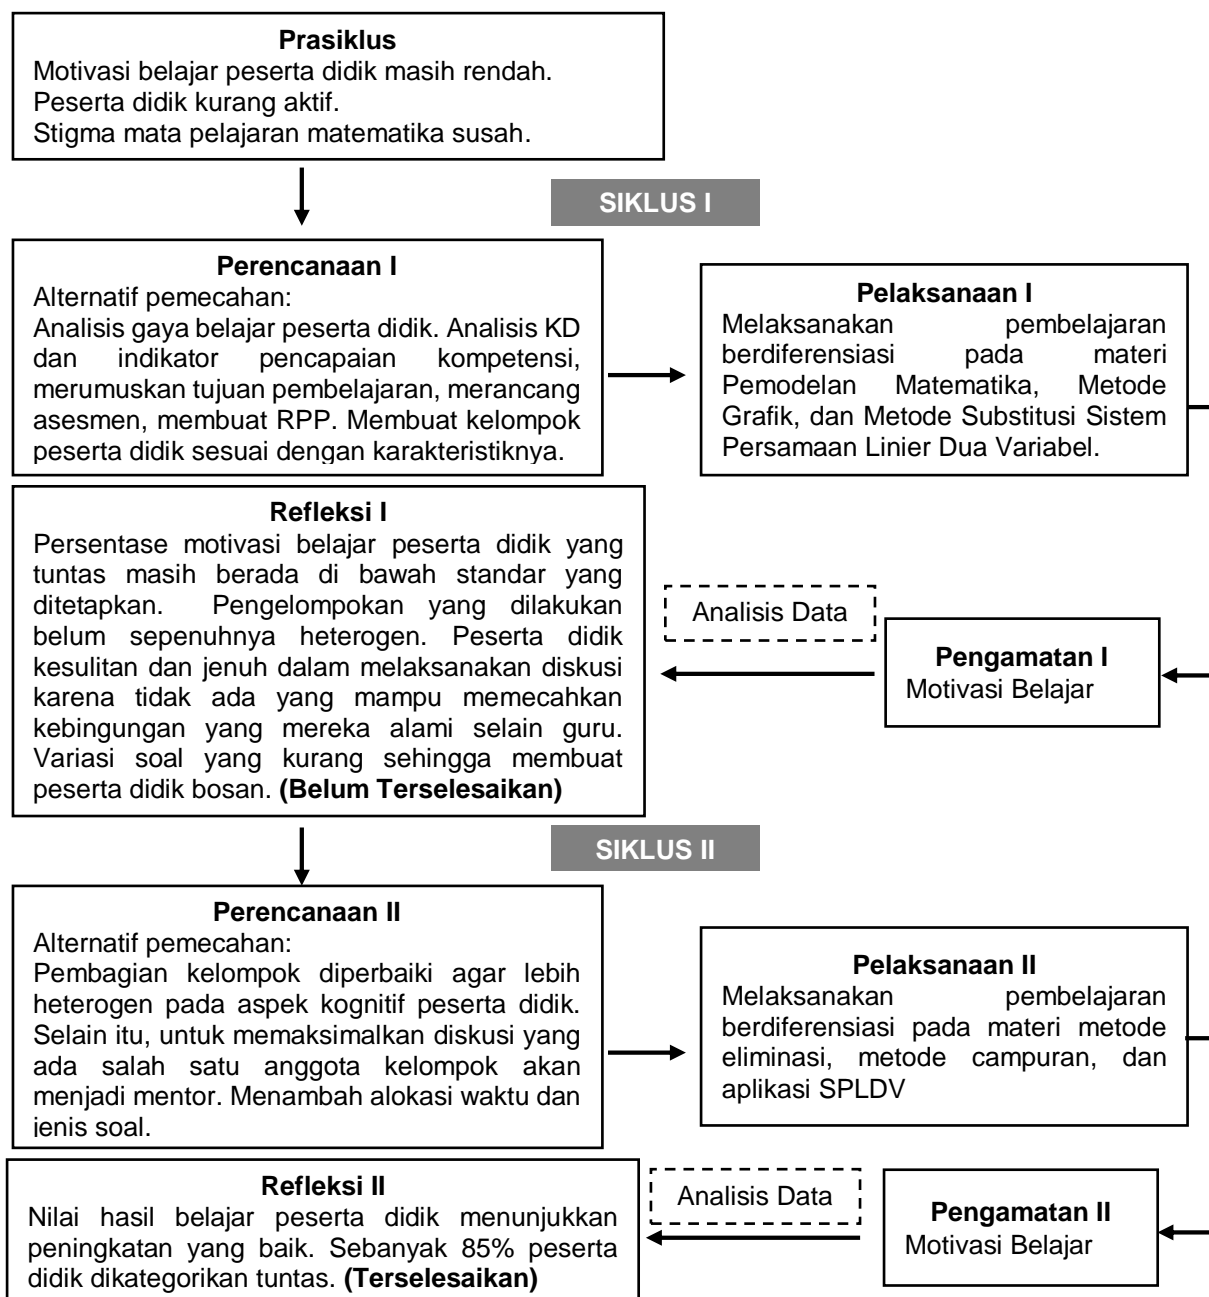 Prasiklus
Motivasi belajar peserta didik masih rendah.
Peserta didik kurang aktif.
Stigma mata pelajaran matematika susah.
SIKLUS I
Perencanaan I
Alternatif pemecahan:
Analisis gaya belajar peserta didik. Analisis KD
dan indikator pencapaian kompetensi,
merumuskan tujuan pembelajaran, merancang
asesmen, membuat RPP. Membuat kelompok
peserta didik sesuai dengan karakteristiknya.
Pelaksanaan I
Melaksanakan pembelajaran
berdiferensiasi pada materi
Pemodelan Matematika, Metode
Grafik, dan Metode Substitusi Sistem
Persamaan Linier Dua Variabel.
Refleksi I
Persentase motivasi belajar peserta didik yang
tuntas masih berada di bawah standar yang
ditetapkan. Pengelompokan yang dilakukan
belum sepenuhnya heterogen. Peserta didik
kesulitan dan jenuh dalam melaksanakan diskusi
karena tidak ada yang mampu memecahkan
kebingungan yang mereka alami selain guru.
Variasi soal yang kurang sehingga membuat
peserta didik bosan. (Belum Terselesaikan)
Analisis Data
Pengamatan I
Motivasi Belajar
SIKLUS II
Perencanaan II
Alternatif pemecahan:
Pembagian kelompok diperbaiki agar lebih
heterogen pada aspek kognitif peserta didik.
Selain itu, untuk memaksimalkan diskusi yang
ada salah satu anggota kelompok akan
menjadi mentor. Menambah alokasi waktu dan
jenis soal.
Pelaksanaan II
Melaksanakan pembelajaran
berdiferensiasi pada materi metode
eliminasi, metode campuran, dan
aplikasi SPLDV
Refleksi II
Nilai hasil belajar peserta didik menunjukkan
peningkatan yang baik. Sebanyak 85% peserta
didik dikategorikan tuntas. (Terselesaikan)
Analisis Data
Pengamatan II
Motivasi Belajar